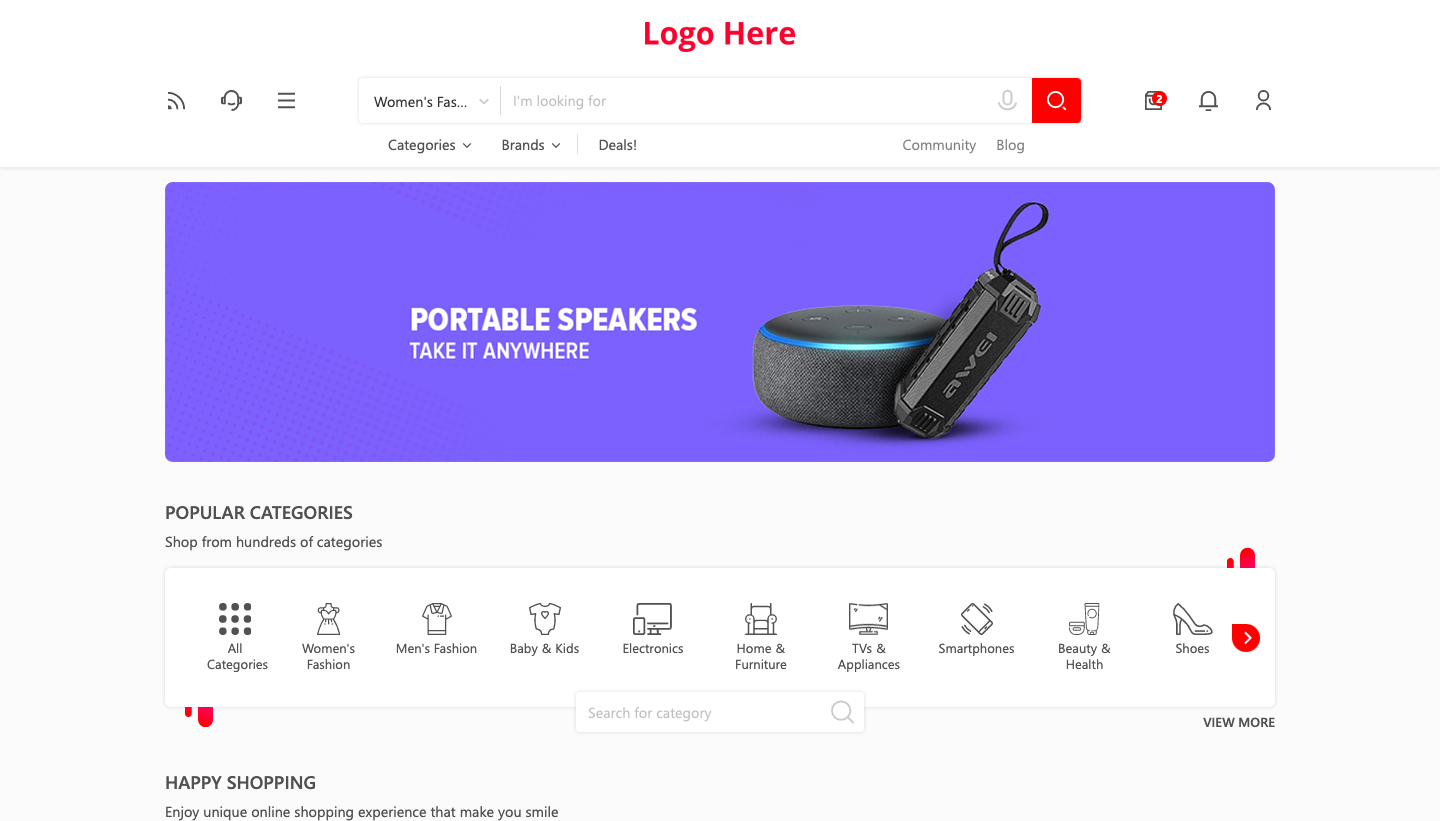 Logo Here
Women's Fas...
I'm looking for
2
Categories
Brands
Deals!
Community
Blog
PORTABLE SPEAKERS
TAKE IT ANYWHERE
AWEI
POPULAR CATEGORIES
Shop from hundreds of categories
All
Categories
Women's
Fashion
Men's Fashion
Baby & Kids
Electronics
Home &
Furniture
TVs &
Appliances
Smartphones
Beauty &
Health
Shoes
Search for category
VIEW MORE
HAPPY SHOPPING
Enjoy unique online shopping experience that make you smile